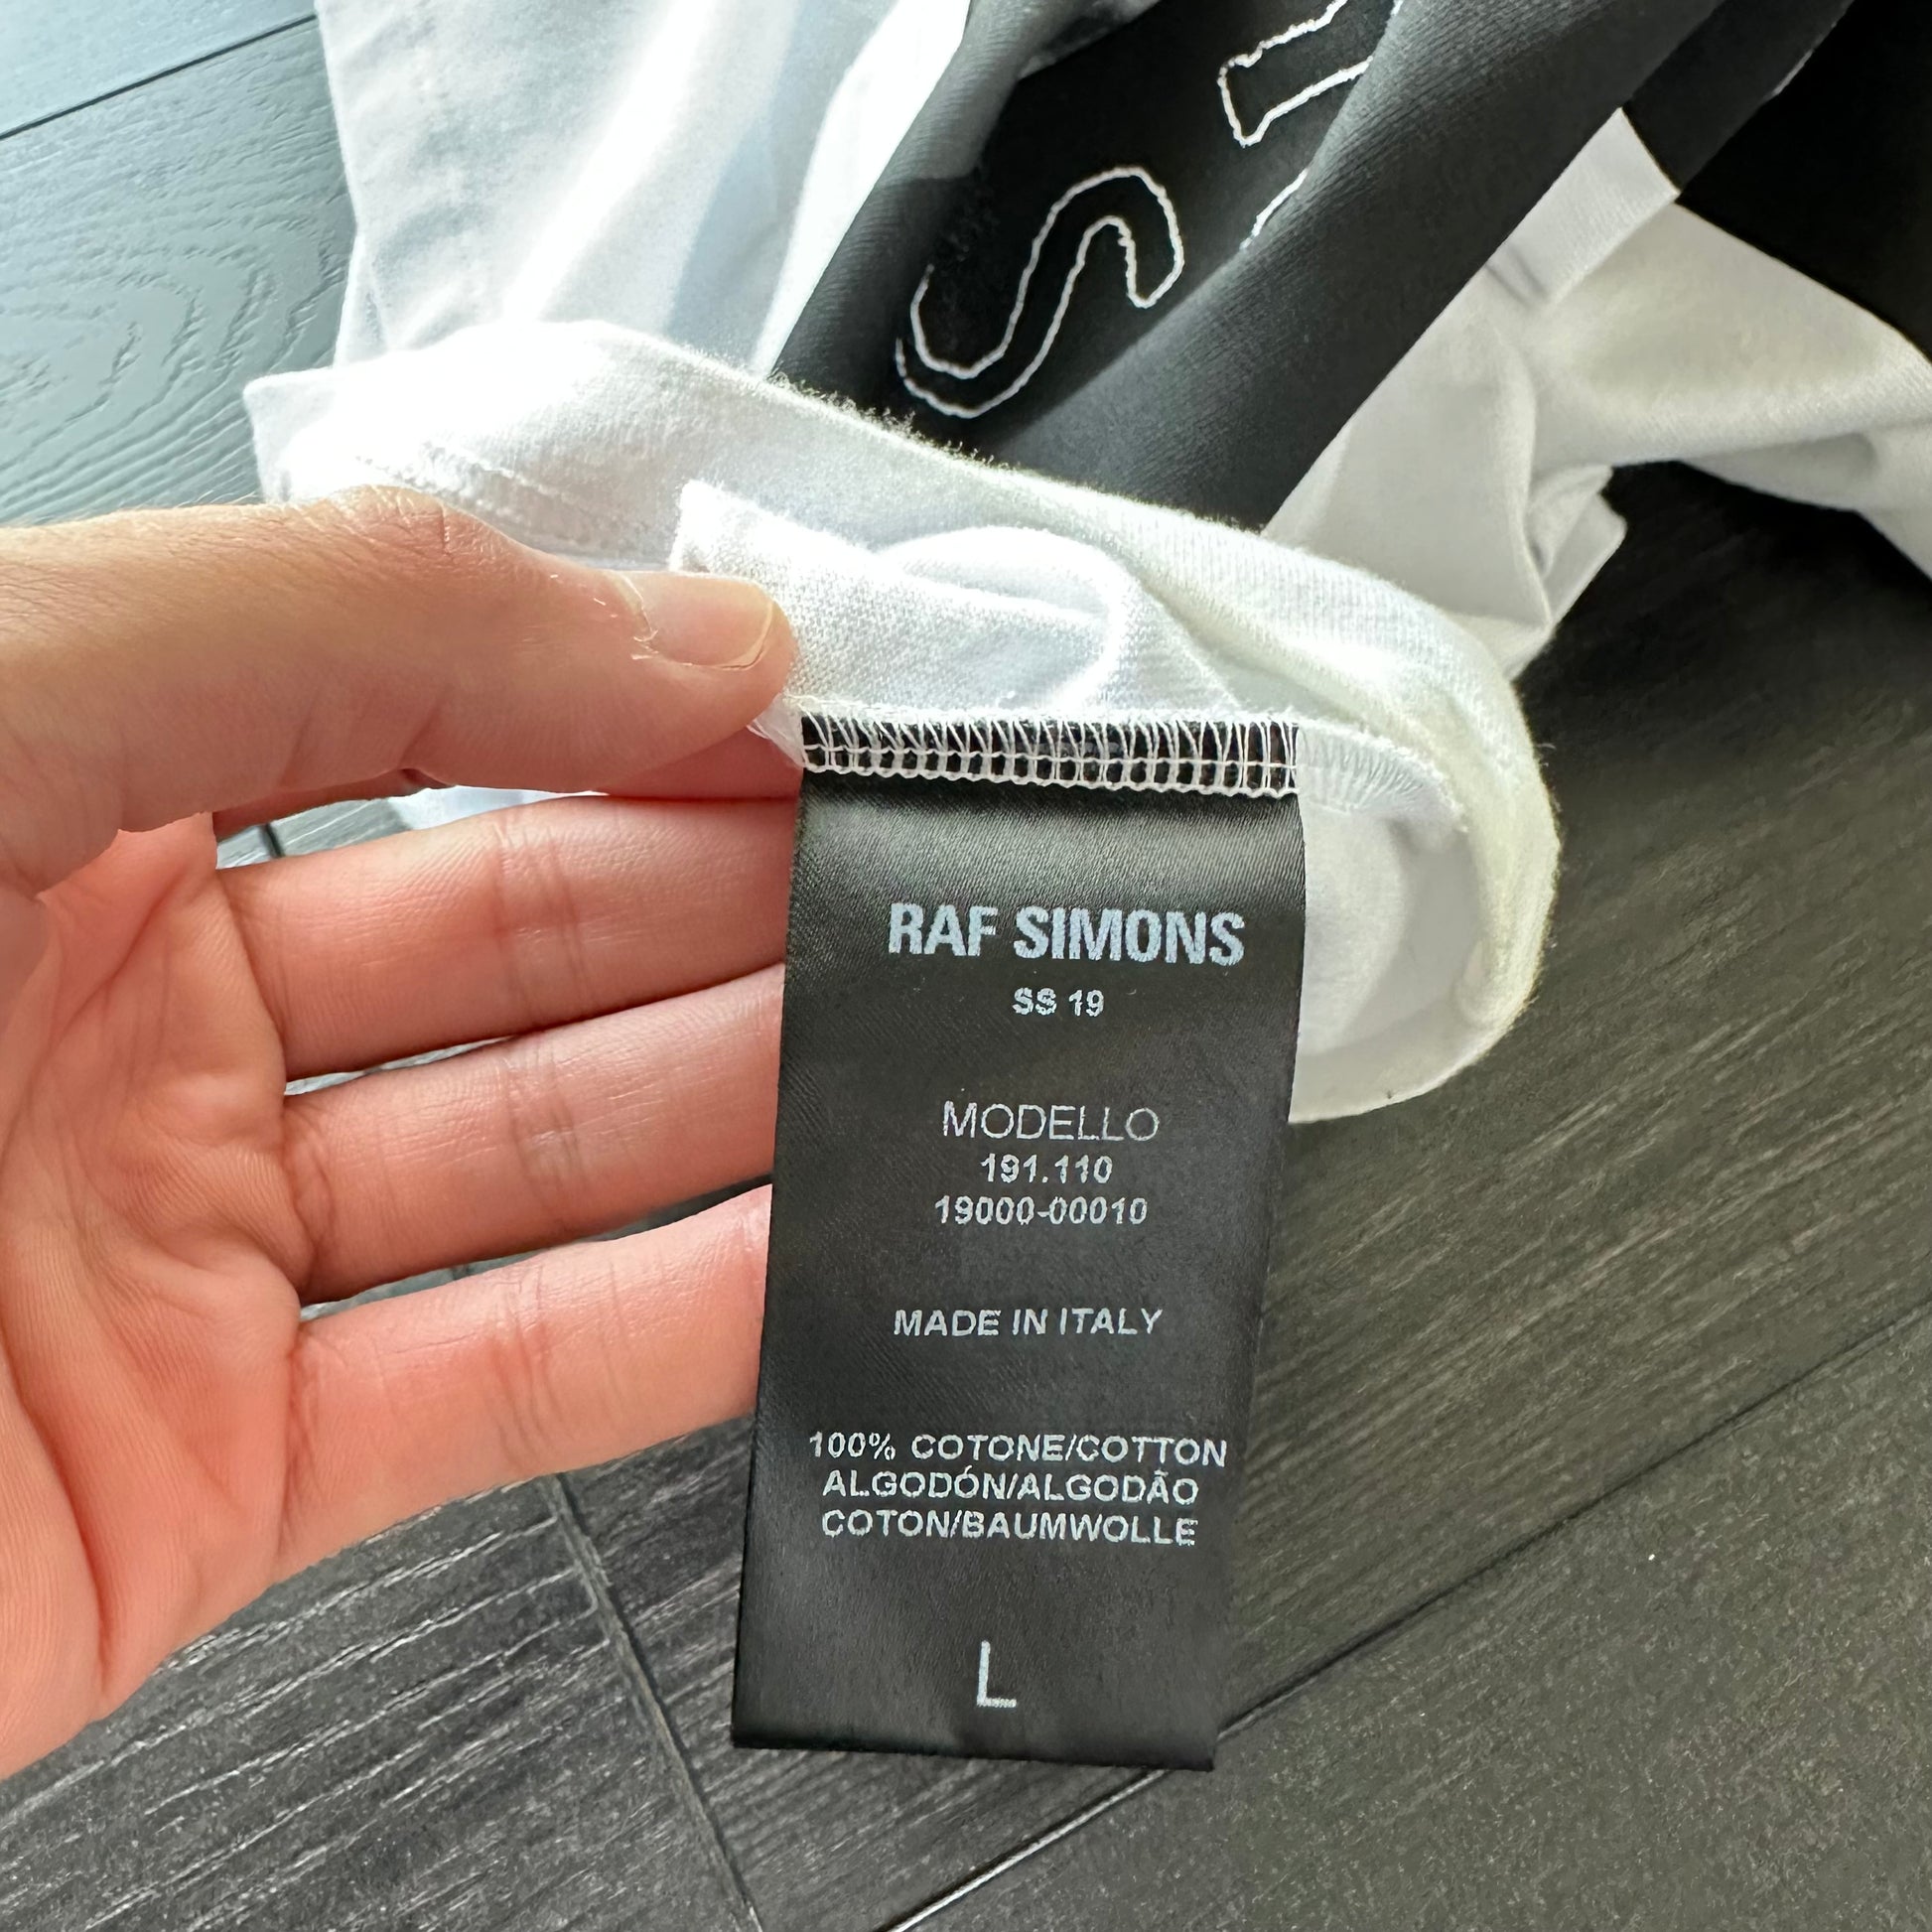 S
RAF SIMONS
SS 19
MODELLO
191.110
19000-00010
MADE IN ITALY
100% COTONE/COTTON
ALGODÓN/ALGODÃO
COTON/BAUMWOLLE
L